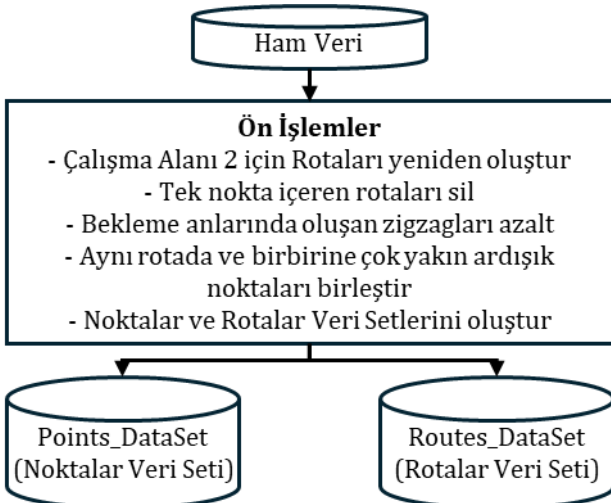 Ham Veri
Ön İşlemler
- Çalışma Alanı 2 için Rotaları yeniden oluştur
- Tek nokta içeren rotaları sil
- Bekleme anlarında oluşan zigzagları azalt
- Aynı rotada ve birbirine çok yakın ardışık
noktaları birleştir
- Noktalar ve Rotalar Veri Setlerini oluştur
Points_DataSet
(Noktalar Veri Seti)
Routes_DataSet
(Rotalar Veri Seti)